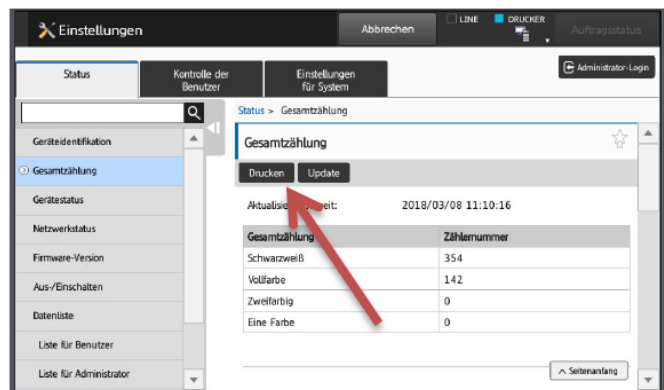 Einstellungen
Abbrechen
LINE
DRUCKER
Auftragsstatus
Status
Kontrolle der
Benutzer
Einstellungen
für System
Administrator-Login
Status > Gesamtzählung
Geräteidentifikation
Gesamtzählung
Gerätestatus
Netzwerkstatus
Firmware-Version
Aus-/Einschalten
Datenliste
Liste für Benutzer
Liste für Administrator
Gesamtzählung
Drucken Update
2018/03/08 11:10:16
Gesamtzählung Zählernummer
Schwarzweiß 354
Vollfarbe 142
Zweifarbig 0
Eine Farbe 0
Seitenanfang